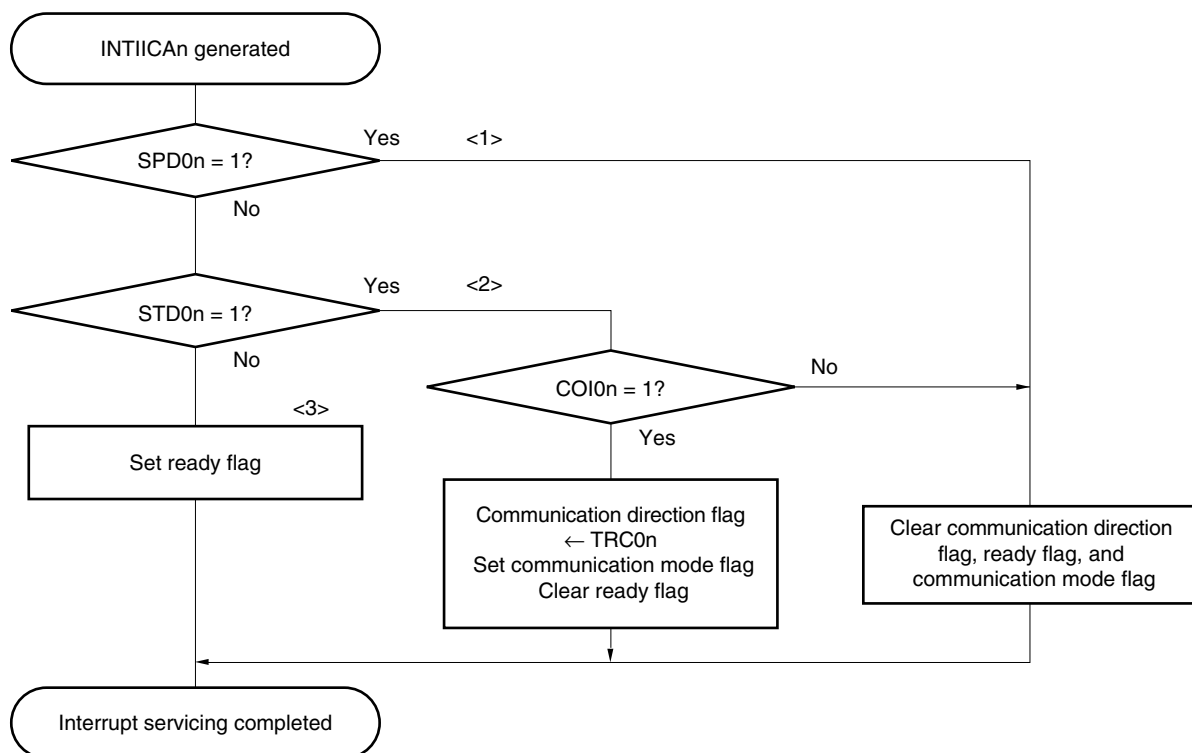 INTIICAn generated
Yes
<1>
SPD0n = 1?
No
Yes
<2>
STD0n = 1?
No
No
COI0n = 1?
<3>
Yes
Set ready flag
Communication direction flag
← TRC0n
Set communication mode flag
Clear ready flag
Clear communication direction
flag, ready flag, and
communication mode flag
Interrupt servicing completed